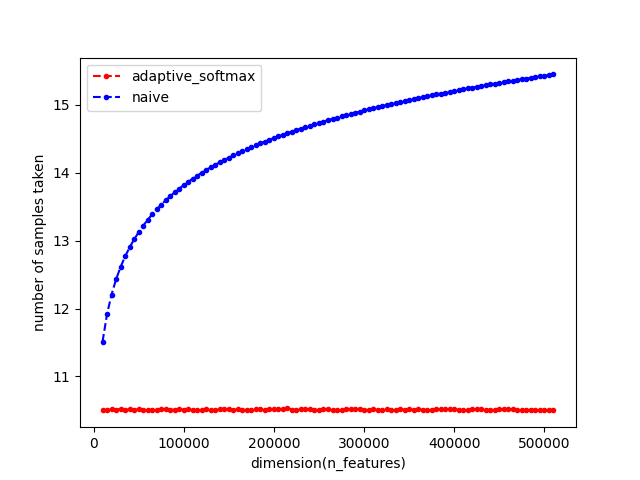 adaptive_softmax
naive
number of samples taken
15
14
13
12
11
0
100000
200000
300000
400000
500000
dimension(n_features)